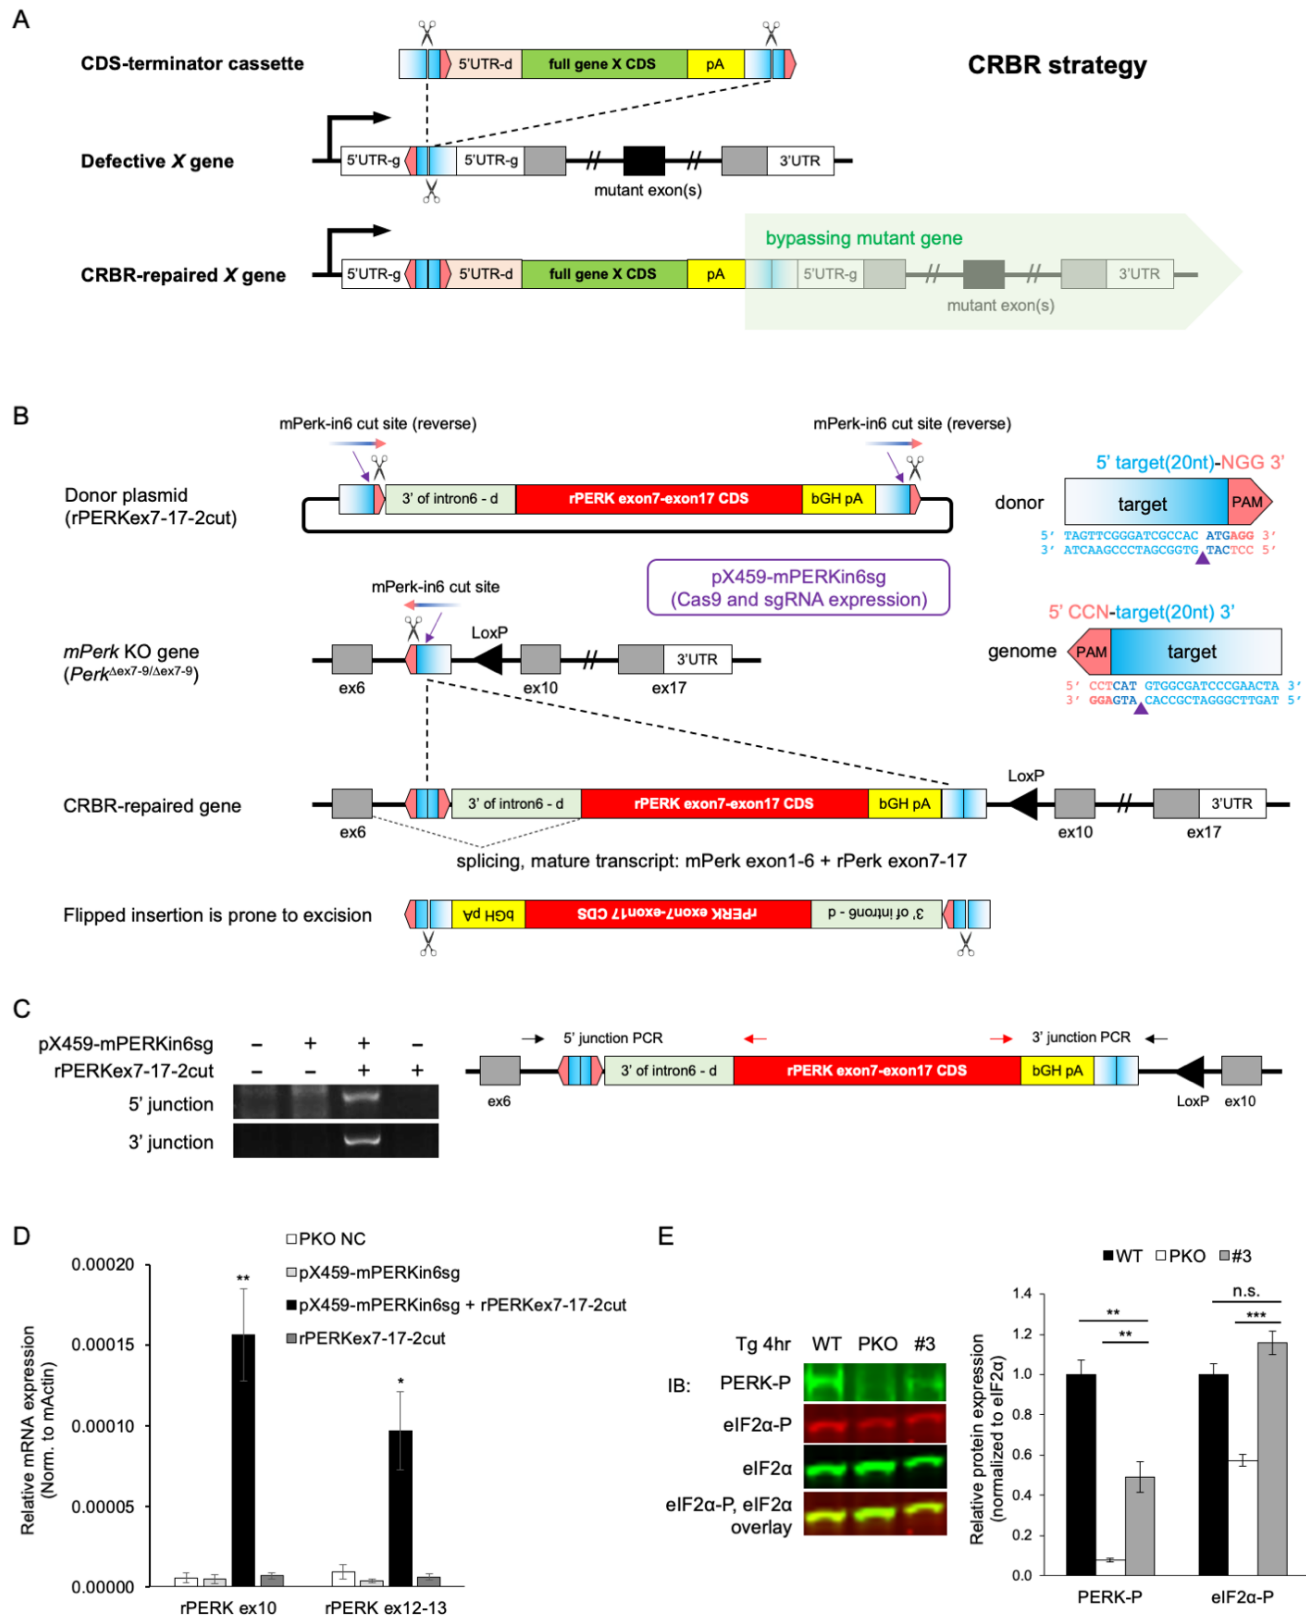 A
CDS-terminator cassette
5'UTR-d
full gene X CDS
pA
CRBR strategy
Defective X gene
5'UTR-g
5'UTR-g
3'UTR
mutant exon(s)
bypassing mutant gene
CRBR-repaired X gene
5'UTR-g
5'UTR-d
full gene X CDS
pA
5'UTR-g
3'UTR
mutant exon(s)
B
mPerk-in6 cut site (reverse)
mPerk-in6 cut site (reverse)
Donor plasmid
(rPERKex7-17-2cut)
3' of intron6 - d
rPERK exon7-exon17 CDS
bGH pA
5' target(20nt)-NGG 3'
donor
target
PAM
5' TAGTTCGGGATCGCCAC ATGAGG 3'
3' ATCAAGCCCTAGCGGTG TACTCC 5'
pX459-mPERKin6sg
(Cas9 and sgRNA expression)
mPerk-in6 cut site
LoxP
mPerk KO gene
(PerkΔex7-9/Δex7-9)
3'UTR
ex6
ex10
ex17
5' CCN-target(20nt) 3'
genome
PAM
target
5' CCTCAT GTGGCGATCCCGAACTA 3'
3' GGAGTA CACCGCTAGGGCTTGAT 5'
LoxP
CRBR-repaired gene
3' of intron6 - d
rPERK exon7-exon17 CDS
bGH pA
3'UTR
ex6
ex10
ex17
splicing, mature transcript: mPerk exon1-6 + rPerk exon7-17
Flipped insertion is prone to excision
bGH pA
rPERK exon7-exon17 CDS
3' of intron6 - d
C
pX459-mPERKin6sg – + + –
rPERKex7-17-2cut – – + +
5' junction
3' junction
5' junction PCR
3' junction PCR
3' of intron6 - d
rPERK exon7-exon17 CDS
bGH pA
ex6
LoxP
ex10
D
PKO NC
pX459-mPERKin6sg
pX459-mPERKin6sg + rPERKex7-17-2cut
rPERKex7-17-2cut
Relative mRNA expression
(Norm. to mActin)
0.00020
0.00015
0.00010
0.00005
0.00000
**
*
rPERK ex10
rPERK ex12-13
E
Tg 4hr WT PKO #3
IB: PERK-P
eIF2α-P
eIF2α
eIF2α-P, eIF2α
overlay
WT PKO #3
Relative protein expression
(normalized to eIF2α)
1.4
1.2
1.0
0.8
0.6
0.4
0.2
0.0
**
**
n.s.
***
PERK-P
eIF2α-P